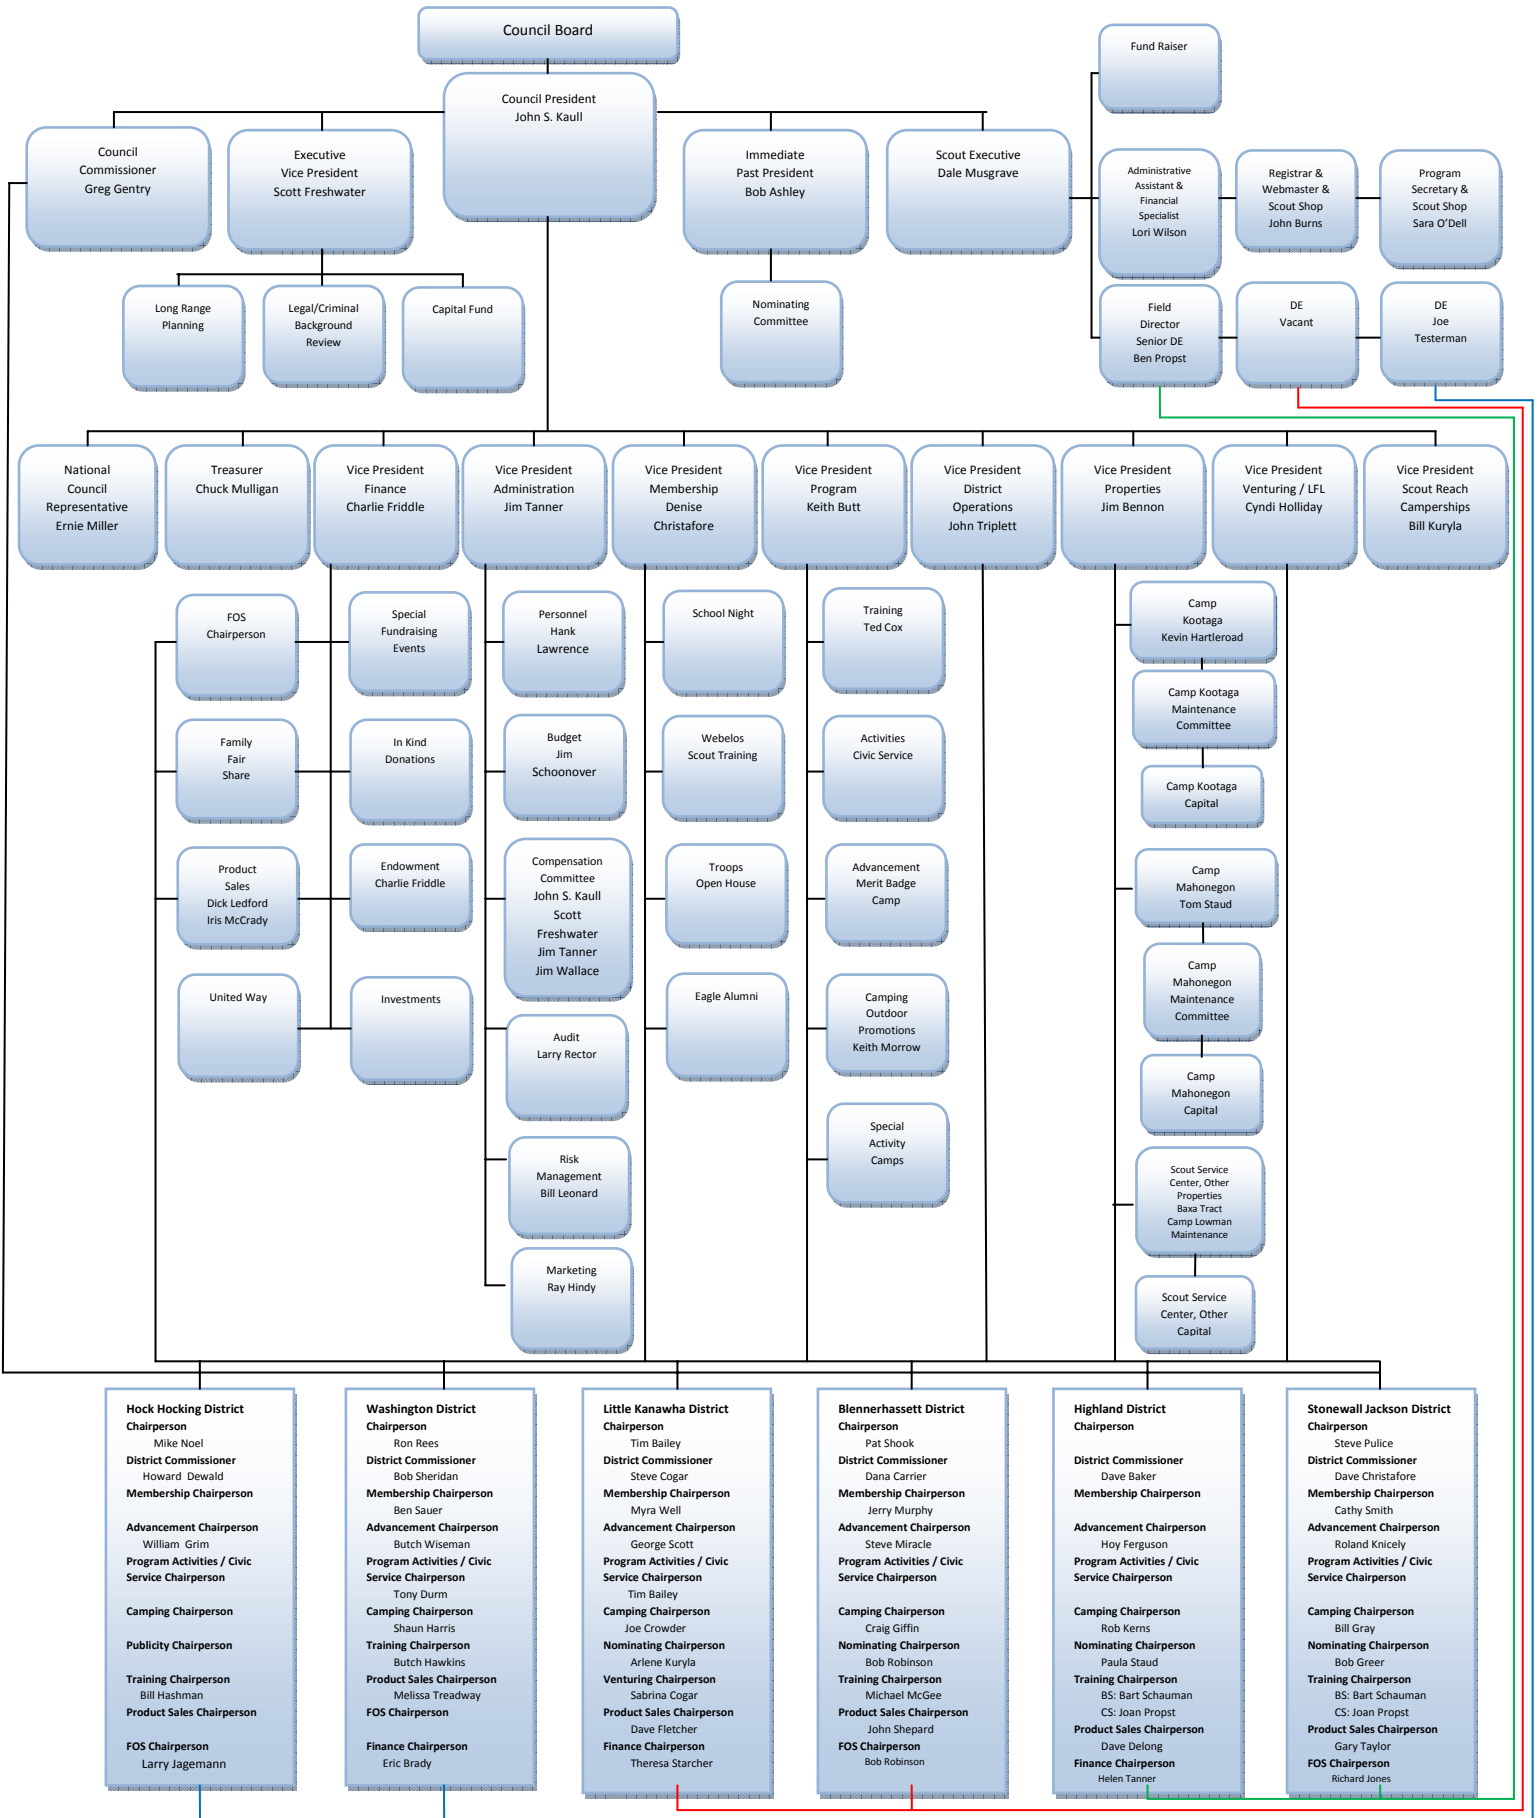 Council Board
Council President
John S. Kaull
Council
Commissioner
Greg Gentry
Executive
Vice President
Scott Freshwater
Immediate
Past President
Bob Ashley
Scout Executive
Dale Musgrave
Fund Raiser
Administrative
Assistant &
Financial
Specialist
Lori Wilson
Registrar &
Webmaster &
Scout Shop
John Burns
Program
Secretary &
Scout Shop
Sara O'Dell
Long Range
Planning
Legal/Criminal
Background
Review
Capital Fund
Nominating
Committee
Field
Director
Senior DE
Ben Propst
DE
Vacant
DE
Joe
Testerman
National
Council
Representative
Ernie Miller
Treasurer
Chuck Mulligan
Vice President
Finance
Charlie Friddle
Vice President
Administration
Jim Tanner
Vice President
Membership
Denise
Christafore
Vice President
Program
Keith Butt
Vice President
District
Operations
John Triplett
Vice President
Properties
Jim Bennon
Vice President
Venturing / LFL
Cyndi Holliday
Vice President
Scout Reach
Camperships
Bill Kuryla
FOS
Chairperson
Family
Fair
Share
Product
Sales
Dick Ledford
Iris McCrady
United Way
Special
Fundraising
Events
In Kind
Donations
Endowment
Charlie Friddle
Investments
Personnel
Hank
Lawrence
Budget
Jim
Schoonover
Compensation
Committee
John S. Kaull
Scott
Freshwater
Jim Tanner
Jim Wallace
Audit
Larry Rector
Risk
Management
Bill Leonard
Marketing
Ray Hindy
School Night
Webelos
Scout Training
Troops
Open House
Eagle Alumni
Training
Ted Cox
Activities
Civic Service
Advancement
Merit Badge
Camp
Camping
Outdoor
Promotions
Keith Morrow
Special
Activity
Camps
Camp
Kootaga
Kevin Hartleroad
Camp Kootaga
Maintenance
Committee
Camp Kootaga
Capital
Camp
Mahonegon
Tom Staud
Camp
Mahonegon
Maintenance
Committee
Camp
Mahonegon
Capital
Scout Service
Center, Other
Properties
Baxa Tract
Camp Lowman
Maintenance
Scout Service
Center, Other
Capital
Hock Hocking District
Chairperson
Mike Noel
District Commissioner
Howard Dewald
Membership Chairperson
Advancement Chairperson
William Grim
Program Activities / Civic
Service Chairperson
Camping Chairperson
Publicity Chairperson
Training Chairperson
Bill Hashman
Product Sales Chairperson
FOS Chairperson
Larry Jagemann
Washington District
Chairperson
Ron Rees
District Commissioner
Bob Sheridan
Membership Chairperson
Ben Sauer
Advancement Chairperson
Butch Wiseman
Program Activities / Civic
Service Chairperson
Tony Durm
Camping Chairperson
Shaun Harris
Training Chairperson
Butch Hawkins
Product Sales Chairperson
Melissa Treadway
FOS Chairperson
Finance Chairperson
Eric Brady
Little Kanawha District
Chairperson
Tim Bailey
District Commissioner
Steve Cogar
Membership Chairperson
Myra Well
Advancement Chairperson
George Scott
Program Activities / Civic
Service Chairperson
Tim Bailey
Camping Chairperson
Joe Crowder
Nominating Chairperson
Arlene Kuryla
Venturing Chairperson
Sabrina Cogar
Product Sales Chairperson
Dave Fletcher
Finance Chairperson
Theresa Starcher
Blennerhassett District
Chairperson
Pat Shook
District Commissioner
Dana Carrier
Membership Chairperson
Jerry Murphy
Advancement Chairperson
Steve Miracle
Program Activities / Civic
Service Chairperson
Camping Chairperson
Craig Giffin
Nominating Chairperson
Bob Robinson
Training Chairperson
Michael McGee
Product Sales Chairperson
John Shepard
FOS Chairperson
Bob Robinson
Highland District
Chairperson
District Commissioner
Dave Baker
Membership Chairperson
Advancement Chairperson
Hoy Ferguson
Program Activities / Civic
Service Chairperson
Camping Chairperson
Rob Kerns
Nominating Chairperson
Paula Staud
Training Chairperson
BS: Bart Schauman
CS: Joan Propst
Product Sales Chairperson
Dave Delong
Finance Chairperson
Helen Tanner
Stonewall Jackson District
Chairperson
Steve Pulice
District Commissioner
Dave Christafore
Membership Chairperson
Cathy Smith
Advancement Chairperson
Roland Knicely
Program Activities / Civic
Service Chairperson
Camping Chairperson
Bill Gray
Nominating Chairperson
Bob Greer
Training Chairperson
BS: Bart Schauman
CS: Joan Propst
Product Sales Chairperson
Gary Taylor
FOS Chairperson
Richard Jones